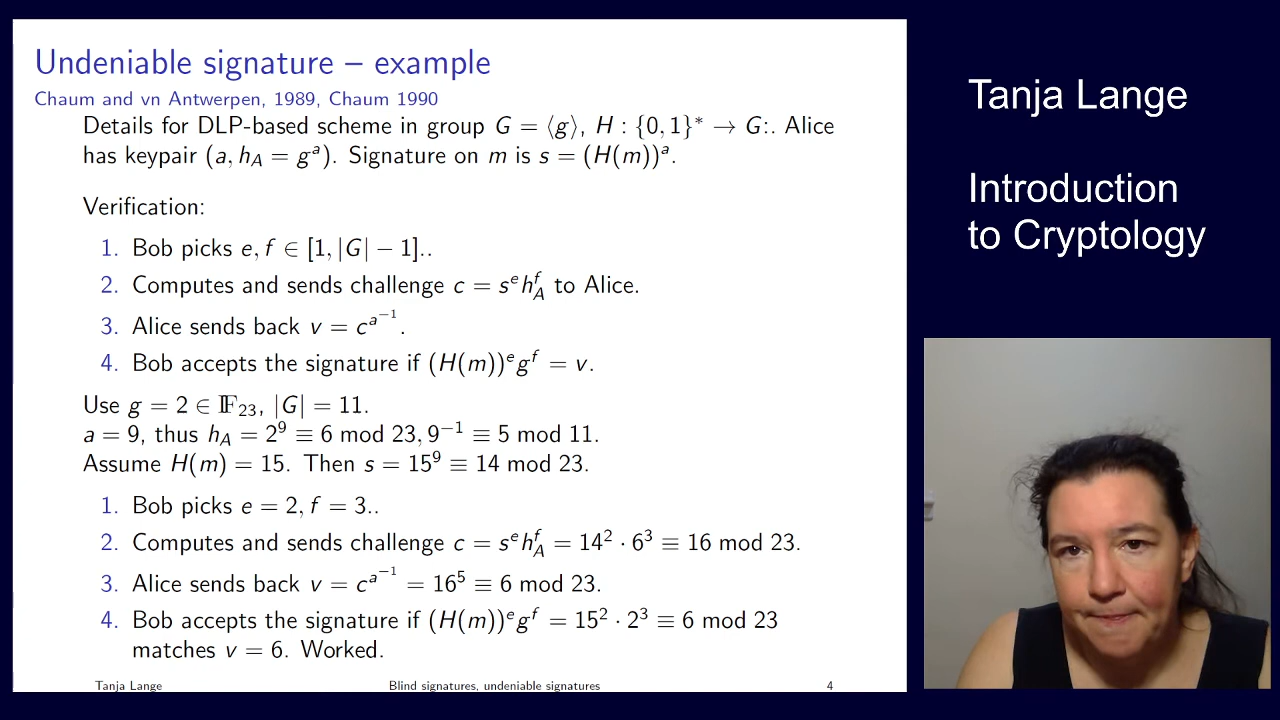 Undeniable signature – example
Chaum and vn Antwerpen, 1989, Chaum 1990
Details for DLP-based scheme in group G = ⟨g⟩, H : {0, 1}* → G:. Alice
has keypair (a, h_A = g^a). Signature on m is s = (H(m))^a.
Verification:
1. Bob picks e, f ∈ [1, |G| − 1]..
2. Computes and sends challenge c = s^e h_A^f to Alice.
3. Alice sends back v = c^{a^{−1}}.
4. Bob accepts the signature if (H(m))^e g^f = v.
Use g = 2 ∈ 𝔽_23, |G| = 11.
a = 9, thus h_A = 2^9 ≡ 6 mod 23, 9^{−1} ≡ 5 mod 11.
Assume H(m) = 15. Then s = 15^9 ≡ 14 mod 23.
1. Bob picks e = 2, f = 3..
2. Computes and sends challenge c = s^e h_A^f = 14^2 · 6^3 ≡ 16 mod 23.
3. Alice sends back v = c^{a^{−1}} = 16^5 ≡ 6 mod 23.
4. Bob accepts the signature if (H(m))^e g^f = 15^2 · 2^3 ≡ 6 mod 23
matches v = 6. Worked.
Tanja Lange Blind signatures, undeniable signatures 4
Tanja Lange
Introduction
to Cryptology